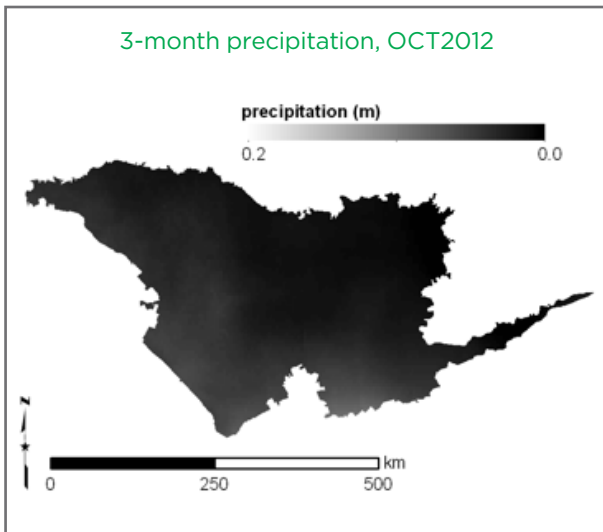 3-month precipitation, OCT2012
precipitation (m)
0.2 0.0
N
km
0 250 500